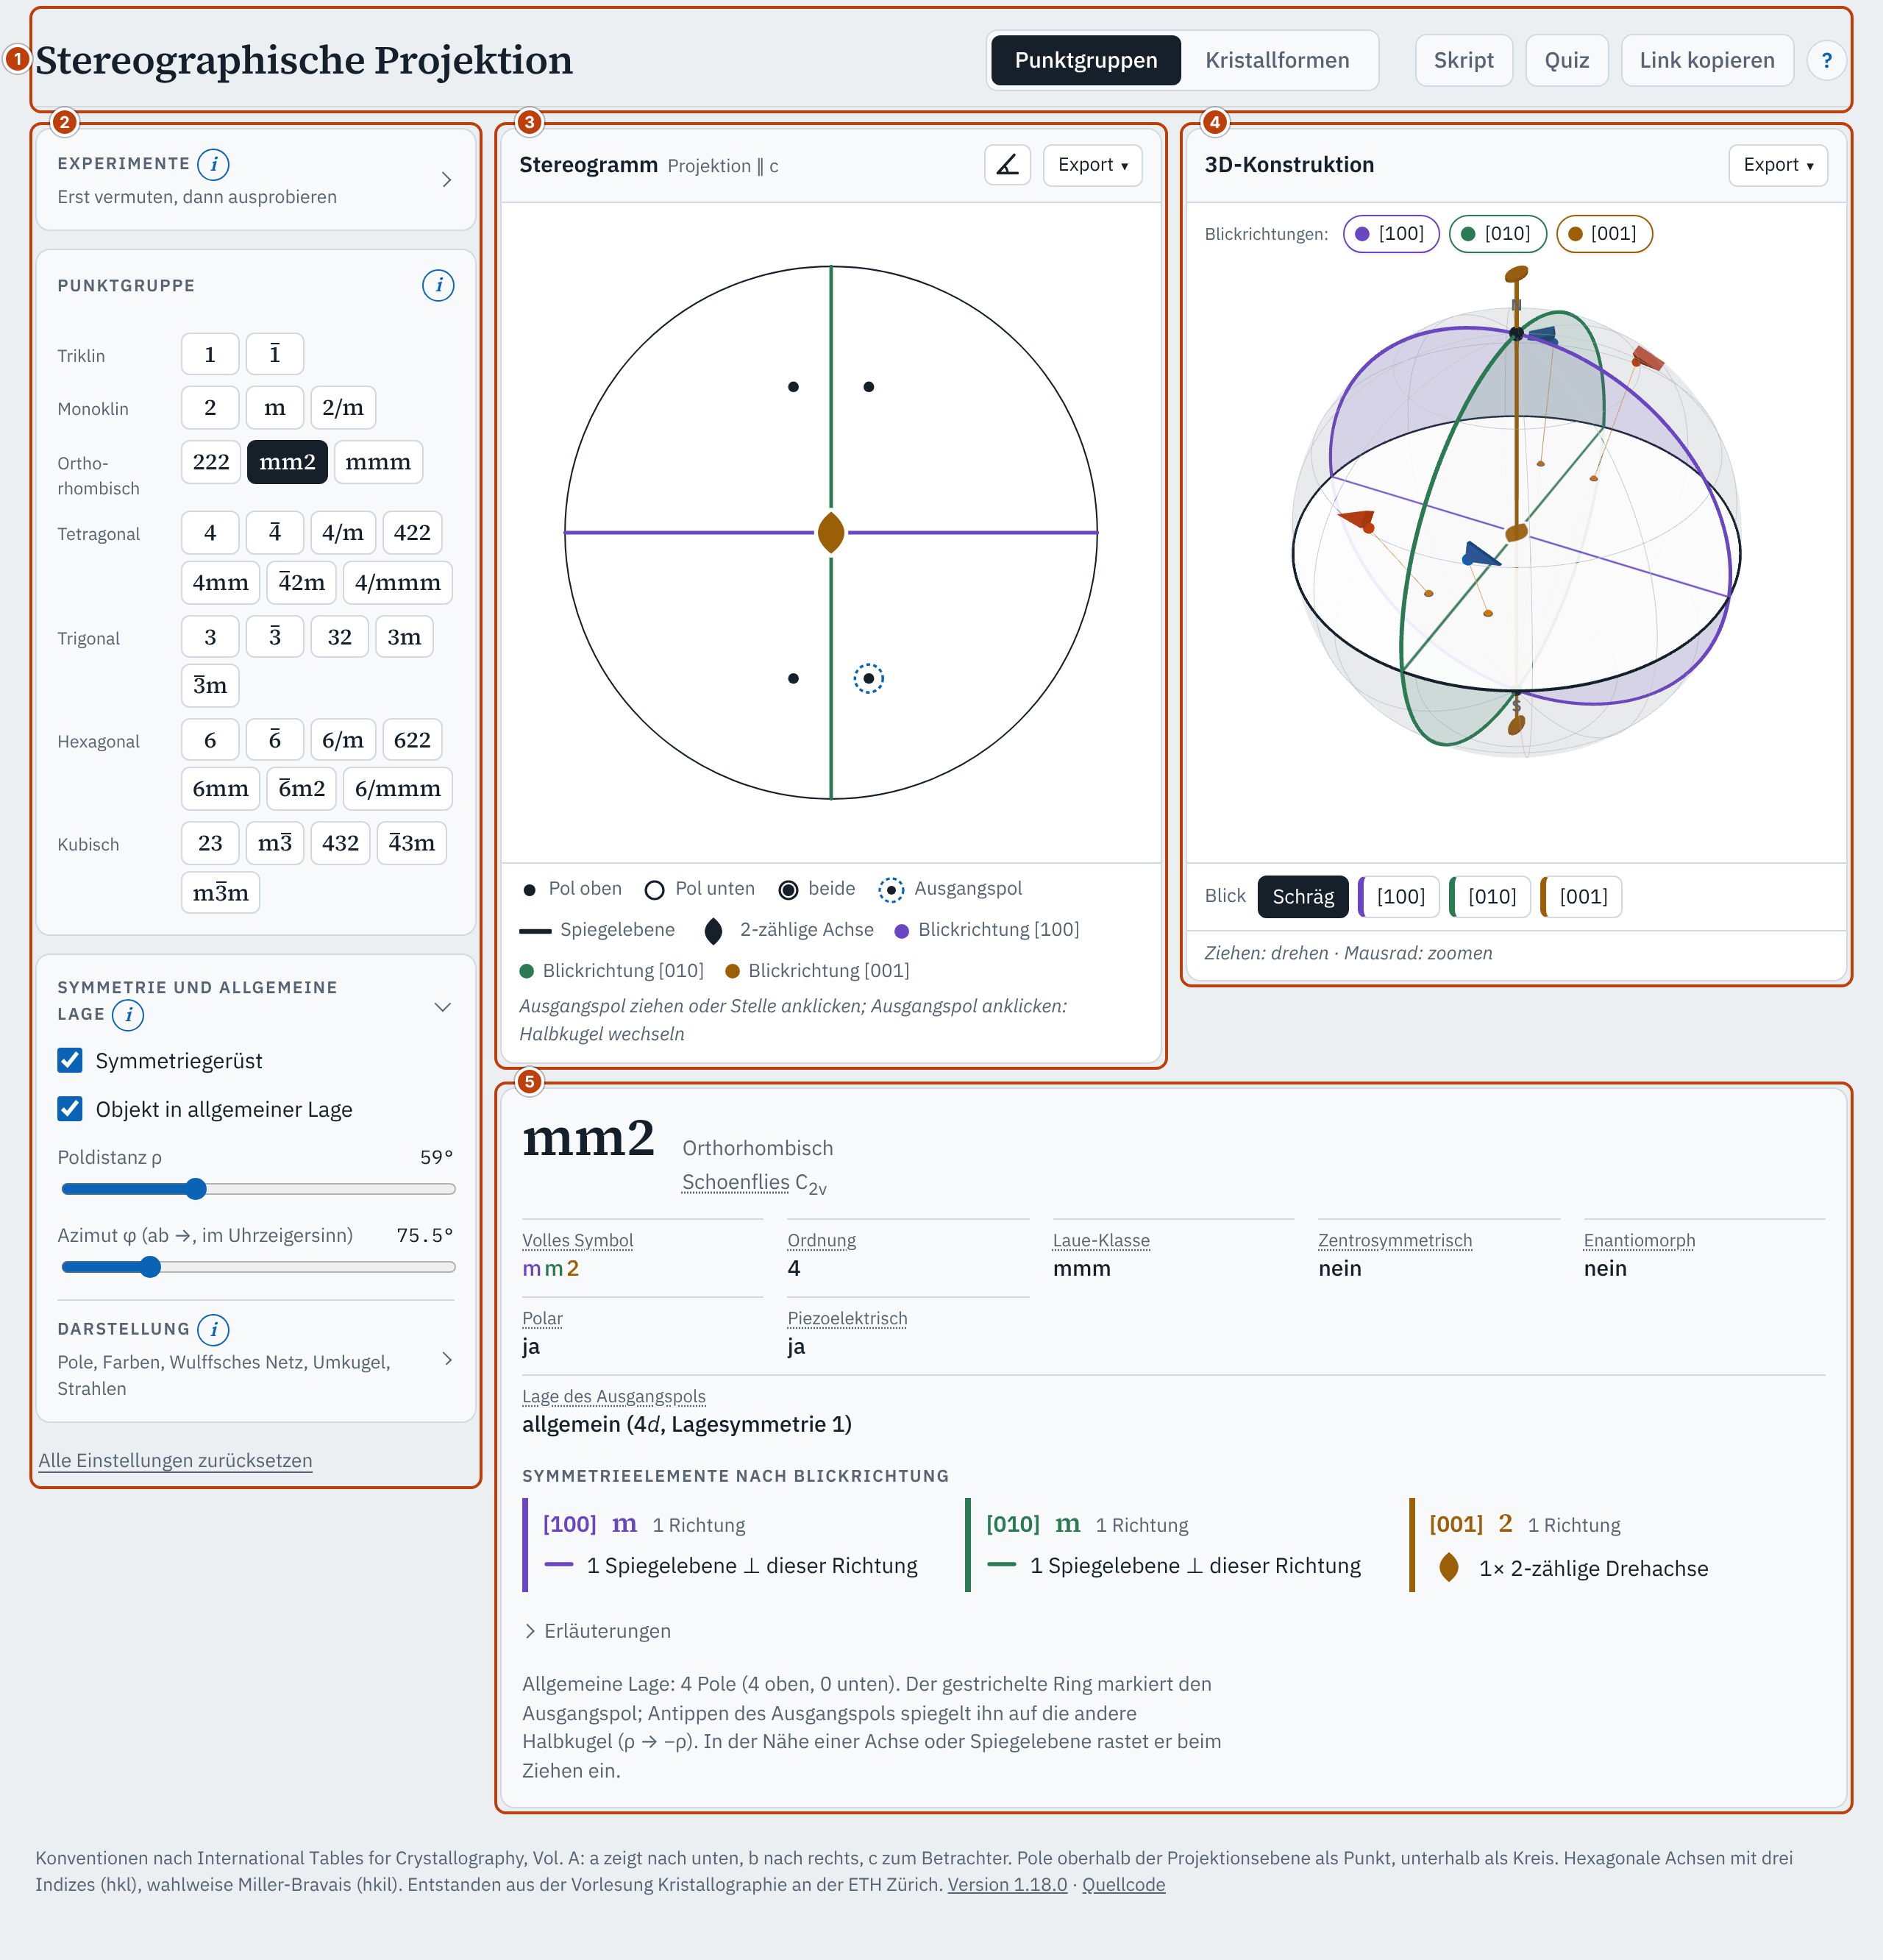 1
Stereographische Projektion
Punktgruppen
Kristallformen
Skript
Quiz
Link kopieren
?
2
EXPERIMENTE i
Erst vermuten, dann ausprobieren
PUNKTGRUPPE i
Triklin 1 1̄
Monoklin 2 m 2/m
Ortho-
rhombisch
222 mm2 mmm
Tetragonal 4 4̄ 4/m 422
4mm 4̄2m 4/mmm
Trigonal 3 3̄ 32 3m
3̄m
Hexagonal 6 6̄ 6/m 622
6mm 6̄m2 6/mmm
Kubisch 23 m3̄ 432 4̄3m
m3̄m
SYMMETRIE UND ALLGEMEINE
LAGE i
Symmetriegerüst
Objekt in allgemeiner Lage
Poldistanz ρ 59°
Azimut φ (ab →, im Uhrzeigersinn) 75.5°
DARSTELLUNG i
Pole, Farben, Wulffsches Netz, Umkugel,
Strahlen
Alle Einstellungen zurücksetzen
3
Stereogramm Projektion ∥ c
Export ▾
Pol oben Pol unten beide Ausgangspol
Spiegelebene 2-zählige Achse Blickrichtung [100]
Blickrichtung [010] Blickrichtung [001]
Ausgangspol ziehen oder Stelle anklicken; Ausgangspol anklicken:
Halbkugel wechseln
4
3D-Konstruktion
Export ▾
Blickrichtungen: [100] [010] [001]
N
S
Blick Schräg [100] [010] [001]
Ziehen: drehen · Mausrad: zoomen
5
mm2
Orthorhombisch
Schoenflies C2v
Volles Symbol
m m 2
Ordnung
4
Laue-Klasse
mmm
Zentrosymmetrisch
nein
Enantiomorph
nein
Polar
ja
Piezoelektrisch
ja
Lage des Ausgangspols
allgemein (4d, Lagesymmetrie 1)
SYMMETRIEELEMENTE NACH BLICKRICHTUNG
[100] m 1 Richtung
1 Spiegelebene ⊥ dieser Richtung
[010] m 1 Richtung
1 Spiegelebene ⊥ dieser Richtung
[001] 2 1 Richtung
1× 2-zählige Drehachse
Erläuterungen
Allgemeine Lage: 4 Pole (4 oben, 0 unten). Der gestrichelte Ring markiert den
Ausgangspol; Antippen des Ausgangspols spiegelt ihn auf die andere
Halbkugel (ρ → −ρ). In der Nähe einer Achse oder Spiegelebene rastet er beim
Ziehen ein.
Konventionen nach International Tables for Crystallography, Vol. A: a zeigt nach unten, b nach rechts, c zum Betrachter. Pole oberhalb der Projektionsebene als Punkt, unterhalb als Kreis. Hexagonale Achsen mit drei
Indizes (hkl), wahlweise Miller-Bravais (hkil). Entstanden aus der Vorlesung Kristallographie an der ETH Zürich. Version 1.18.0 · Quellcode